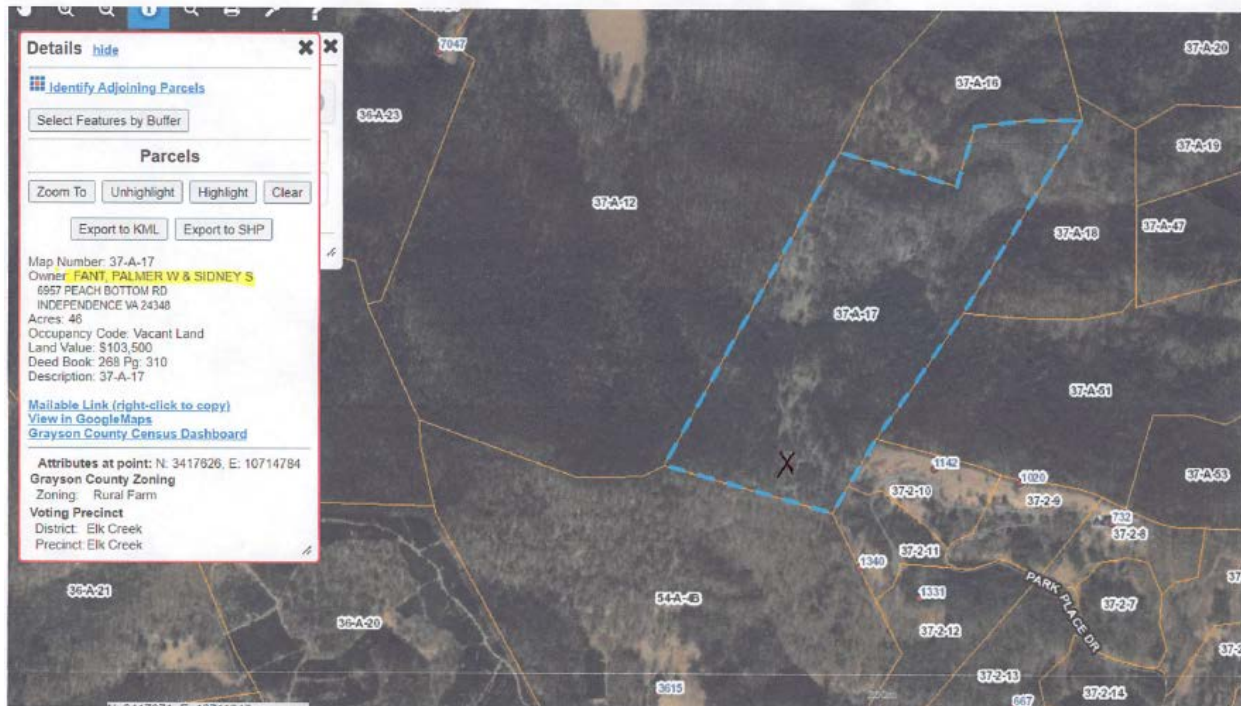 Details hide
Identify Adjoining Parcels
Select Features by Buffer
Parcels
Zoom To Unhighlight Highlight Clear
Export to KML Export to SHP
Map Number: 37-A-17
Owner: FANT, PALMER W & SIDNEY S
6957 PEACH BOTTOM RD
INDEPENDENCE VA 24348
Acres: 46
Occupancy Code: Vacant Land
Land Value: $103,500
Deed Book: 268 Pg: 310
Description: 37-A-17
Mailable Link (right-click to copy)
View in GoogleMaps
Grayson County Census Dashboard
Attributes at point: N: 3417626, E: 10714784
Grayson County Zoning
Zoning: Rural Farm
Voting Precinct
District: Elk Creek
Precinct: Elk Creek
7047
37-A-20
37-A-16
36-A-23
37-A-19
37-A-12
37-A-47
37-A-18
37-A-17
37-A-51
1142
1020
37-A-53
37-2-10
37-2-9
732
37-2-8
37-2-11
1340
36-A-21
54-A-46
1331
PARK PLACE DR
37-2-7
36-A-20
37-2-12
37-2-13
3615
667
37-2-14
X